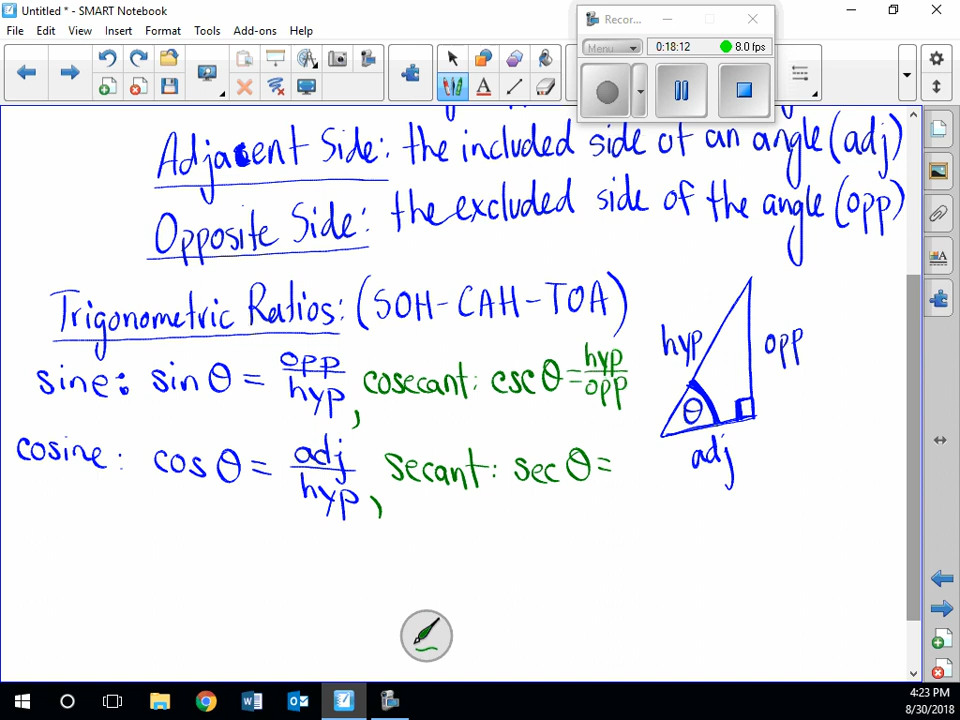 Untitled * - SMART Notebook
File Edit View Insert Format Tools Add-ons Help
Recor...
Menu 0:18:12 8.0 fps
Adjacent Side: the included side of an angle (adj)
Opposite Side: the excluded side of the angle (opp)
Trigonometric Ratios: (SOH-CAH-TOA)
sine: sin θ = opp/hyp, cosecant: csc θ = hyp/opp
cosine: cos θ = adj/hyp, secant: sec θ =
hyp
opp
θ
adj
4:23 PM
8/30/2018